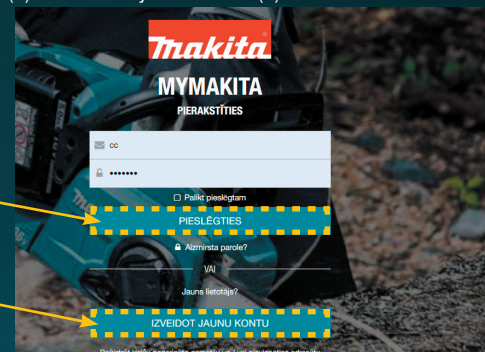 makita
MYMAKITA
PIERAKSTĪTIES
cc
•••••••
Palikt pieslēgtam
PIESLĒGTIES
Aizmirsta parole?
VAI
Jauns lietotājs?
IZVEIDOT JAUNU KONTU